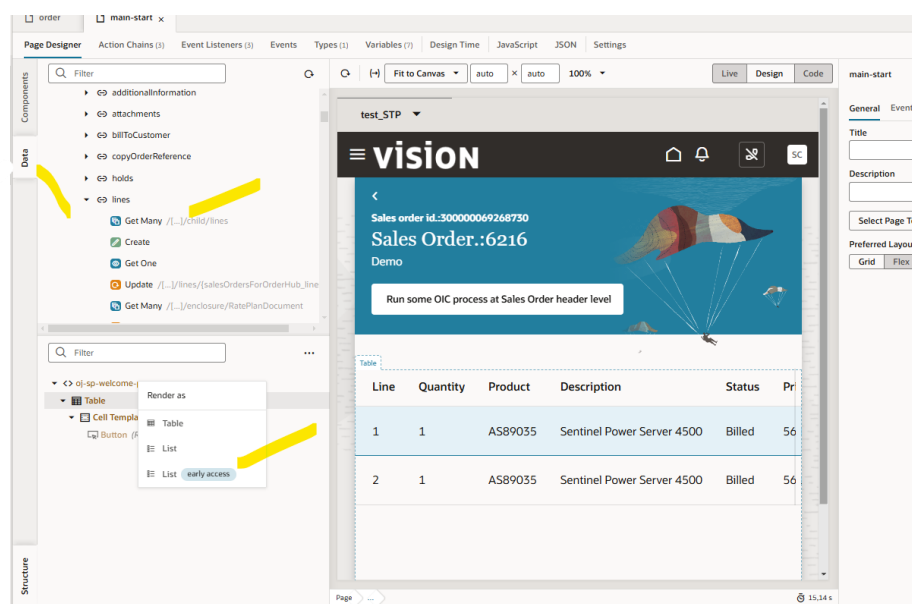 order
main-start x
Page Designer Action Chains (3) Event Listeners (3) Events Types (1) Variables (7) Design Time JavaScript JSON Settings
Components
Data
Structure
Filter
additionalInformation
attachments
billToCustomer
copyOrderReference
holds
lines
Get Many /[...]/child/lines
Create
Get One
Update /[...]/lines/{salesOrdersForOrderHub_line
Get Many /[...]/enclosure/RatePlanDocument
Filter
<> oj-sp-welcome-
Table
Cell Templa
Button
Render as
Table
List
List early access
Fit to Canvas auto × auto 100% Live Design Code
test_STP
VISION
SC
Sales order id.:300000069268730
Sales Order.:6216
Demo
Run some OIC process at Sales Order header level
Table
Line Quantity Product Description Status Pr
1 1 AS89035 Sentinel Power Server 4500 Billed 56
2 1 AS89035 Sentinel Power Server 4500 Billed 56
Page ...
15,14 s
main-start
General Event
Title
Description
Select Page T
Preferred Layou
Grid Flex